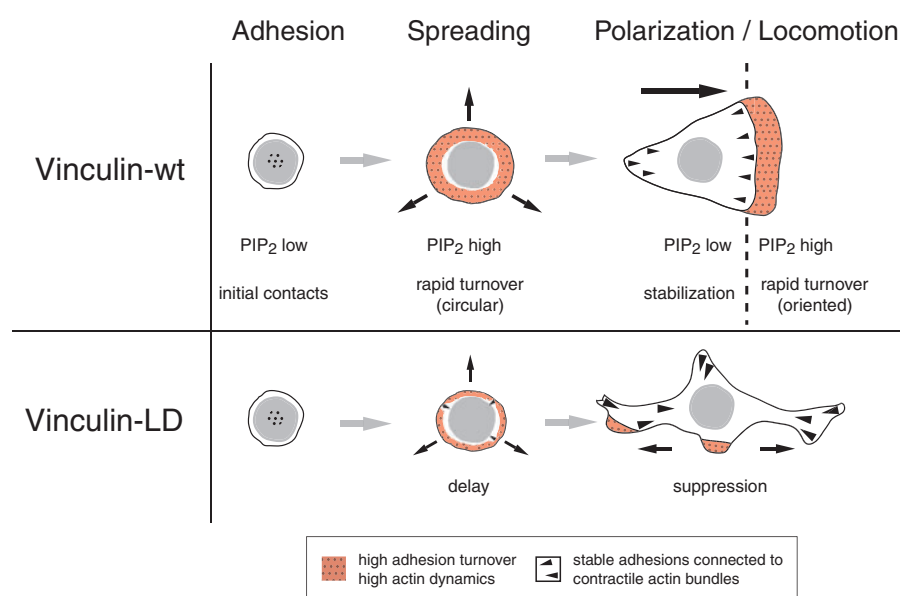 Adhesion Spreading Polarization / Locomotion
Vinculin-wt
PIP₂ low PIP₂ high PIP₂ low PIP₂ high
initial contacts rapid turnover stabilization rapid turnover
(circular) (oriented)
Vinculin-LD
delay suppression
high adhesion turnover stable adhesions connected to
high actin dynamics contractile actin bundles